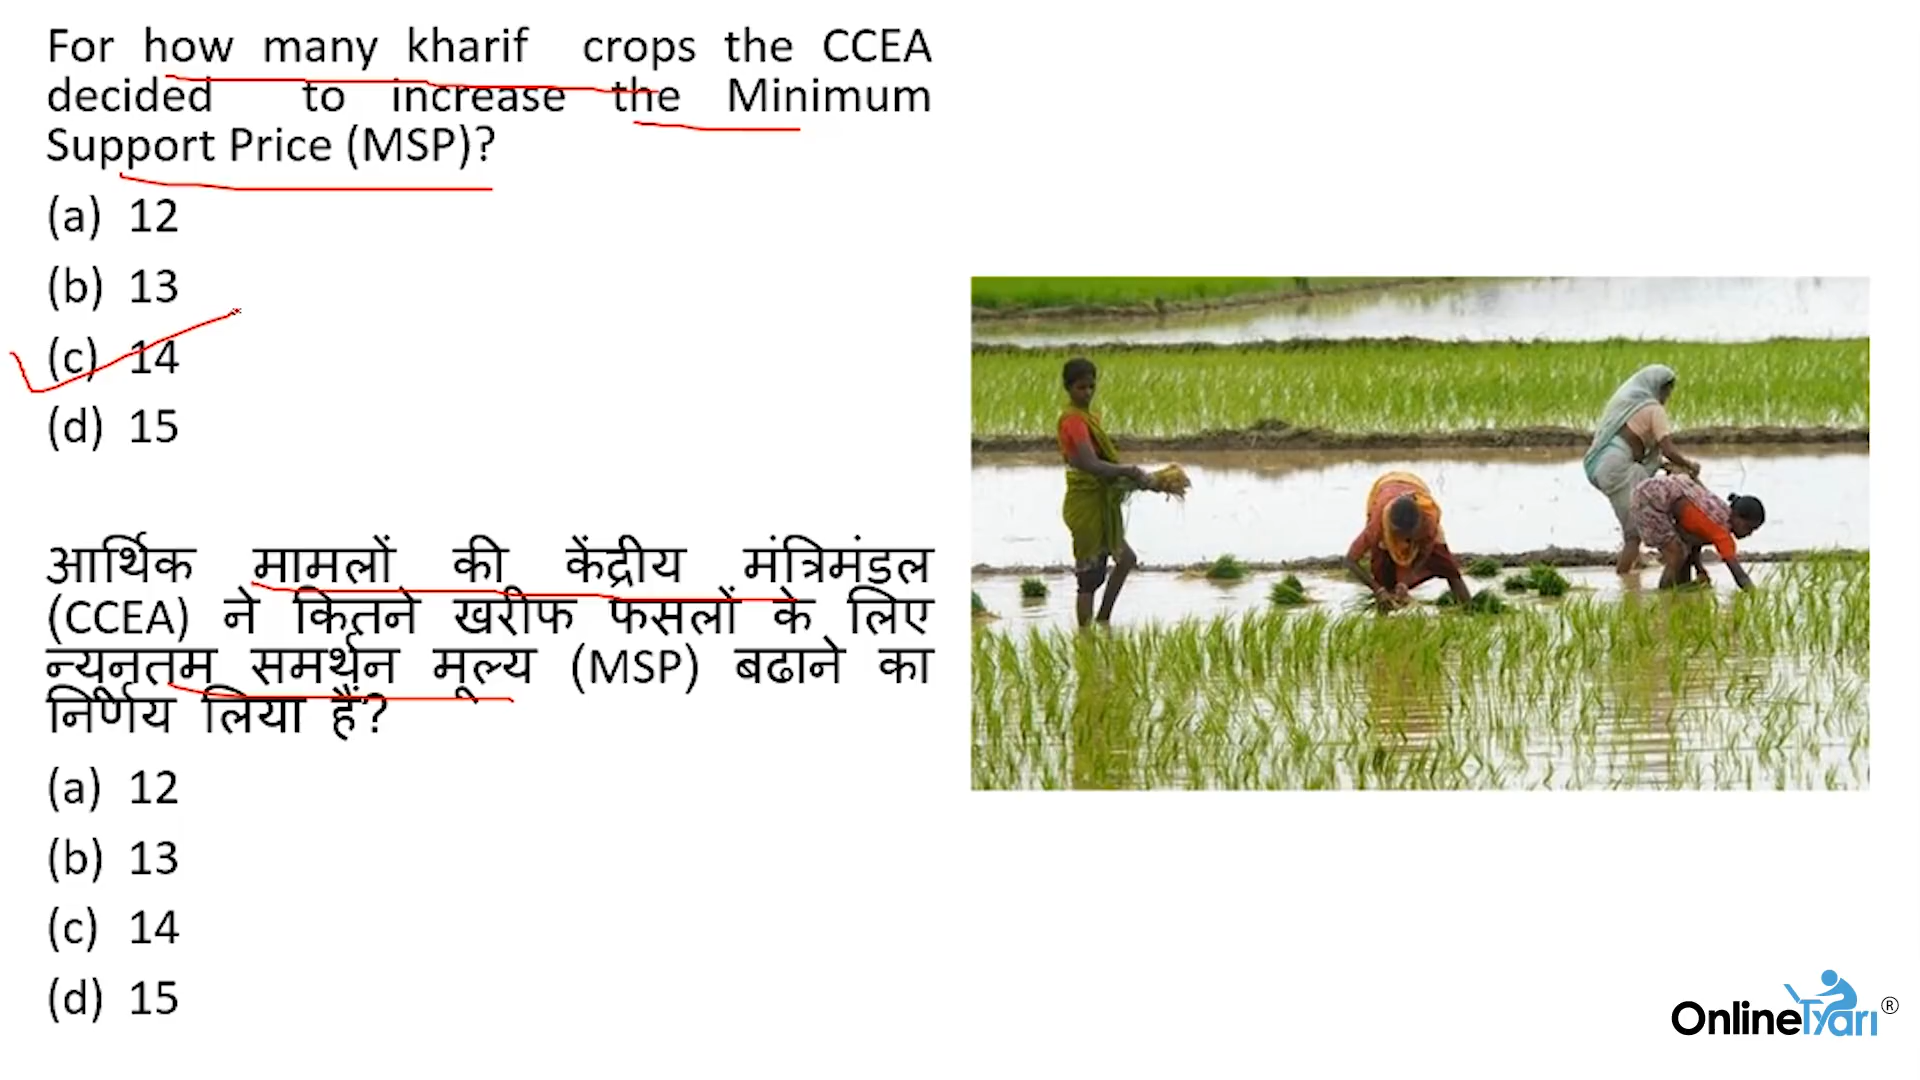 For how many kharif crops the CCEA
decided to increase the Minimum
Support Price (MSP)?
(a) 12
(b) 13
(c) 14
(d) 15
आर्थिक मामलों की केंद्रीय मंत्रिमंडल
(CCEA) ने कितने खरीफ फसलों के लिए
न्यूनतम समर्थन मूल्य (MSP) बढाने का
निर्णय लिया हैं?
(a) 12
(b) 13
(c) 14
(d) 15
OnlineTyari®